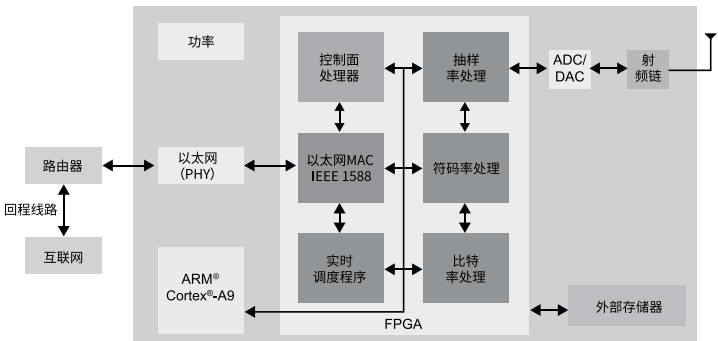 功率
控制面
处理器
抽样
率处理
ADC/
DAC
射
频链
路由器
以太网
（PHY）
以太网MAC
IEEE 1588
符码率处理
回程线路
互联网
ARM®
Cortex®-A9
实时
调度程序
比特
率处理
外部存储器
FPGA